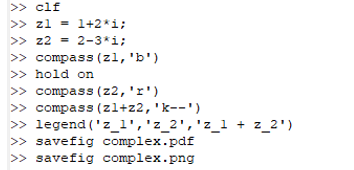 >> clf
>> z1 = 1+2*i;
>> z2 = 2-3*i;
>> compass(z1,'b')
>> hold on
>> compass(z2,'r')
>> compass(z1+z2,'k--')
>> legend('z_1','z_2','z_1 + z_2')
>> savefig complex.pdf
>> savefig complex.png